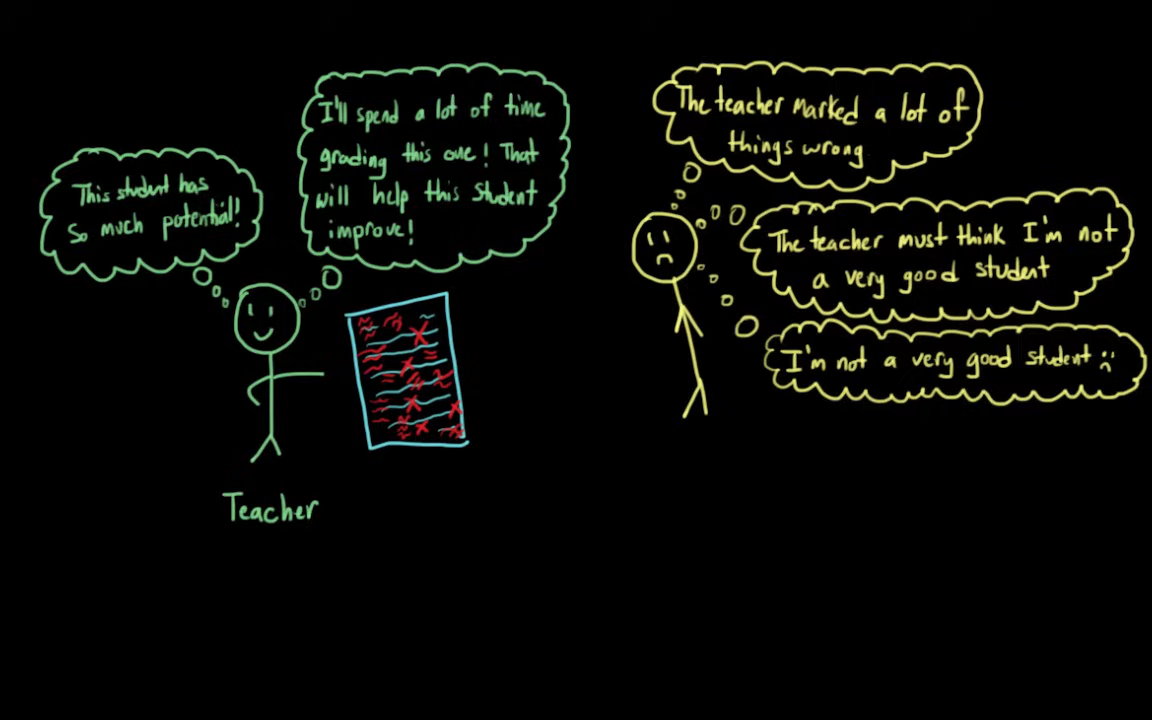 This student has
so much potential!
I'll spend a lot of time
grading this one! That
will help this student
improve!
Teacher
The teacher marked a lot of
things wrong
The teacher must think I'm not
a very good student
I'm not a very good student :(